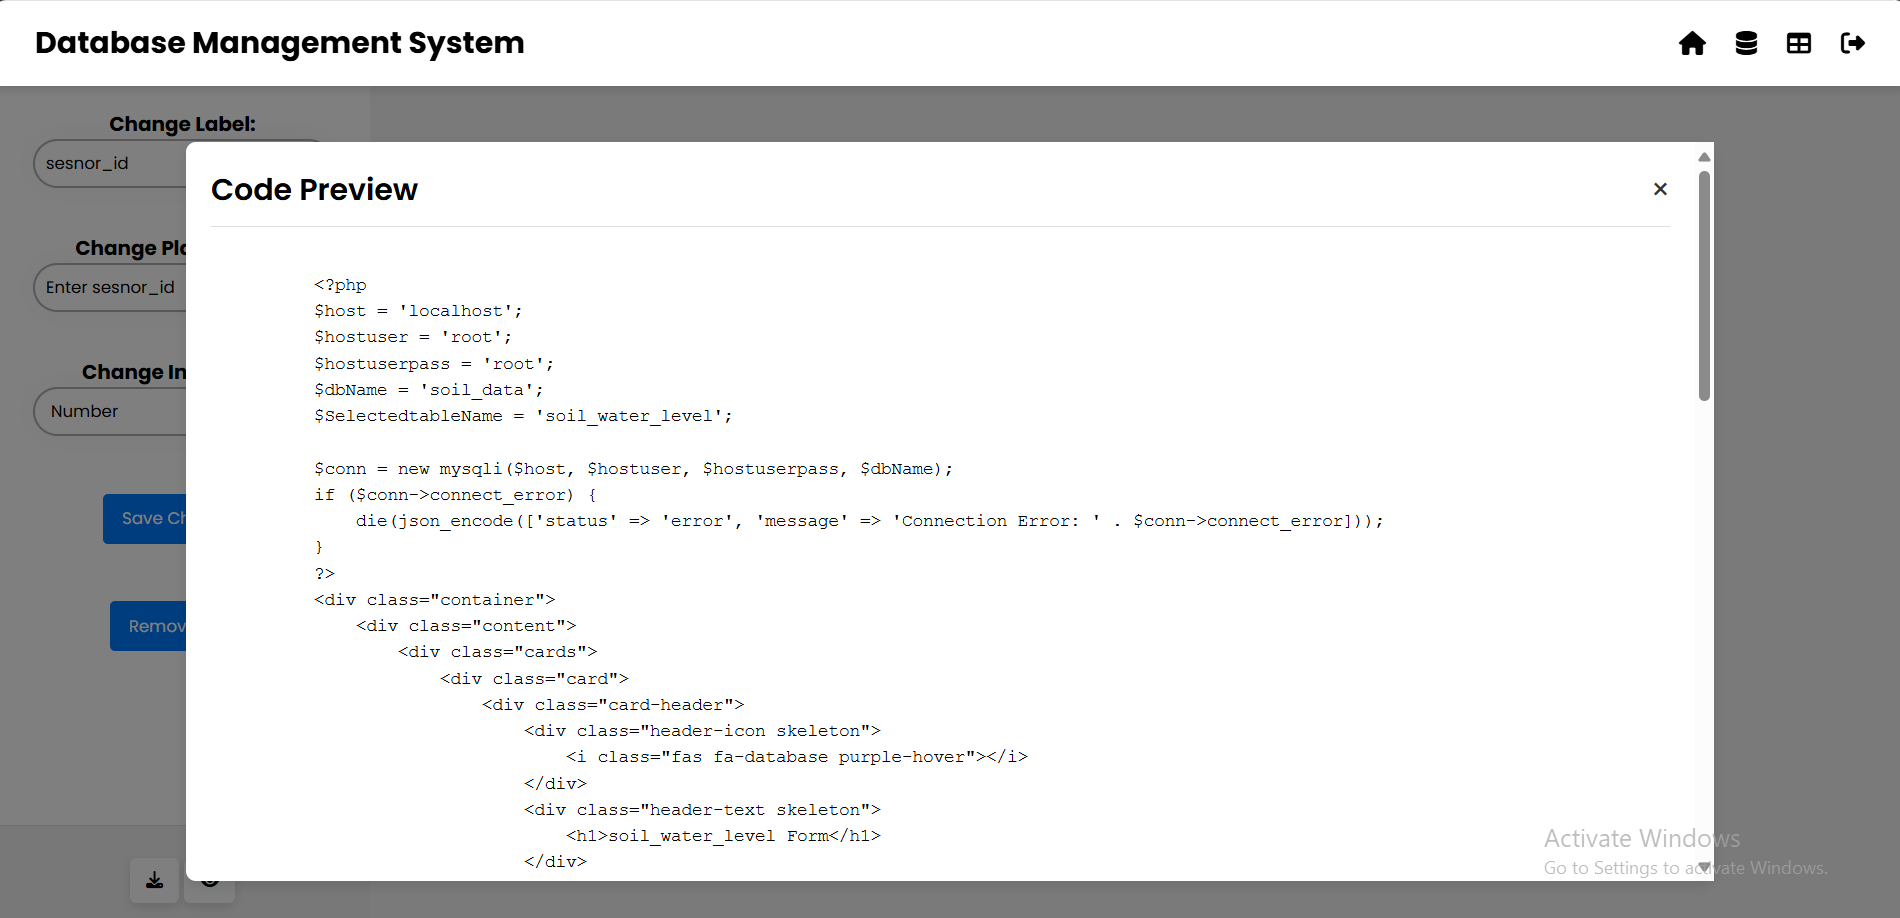 Database Management System
Change Label:
sesnor_id
Change Pla
Enter sesnor_id
Change In
Number
Save Ch
Remov
Code Preview
<?php
$host = 'localhost';
$hostuser = 'root';
$hostuserpass = 'root';
$dbName = 'soil_data';
$SelectedtableName = 'soil_water_level';
$conn = new mysqli($host, $hostuser, $hostuserpass, $dbName);
if ($conn->connect_error) {
    die(json_encode(['status' => 'error', 'message' => 'Connection Error: ' . $conn->connect_error]));
}
?>
<div class="container">
    <div class="content">
        <div class="cards">
            <div class="card">
                <div class="card-header">
                    <div class="header-icon skeleton">
                        <i class="fas fa-database purple-hover"></i>
                    </div>
                    <div class="header-text skeleton">
                        <h1>soil_water_level Form</h1>
                    </div>
Activate Windows
Go to Settings to activate Windows.